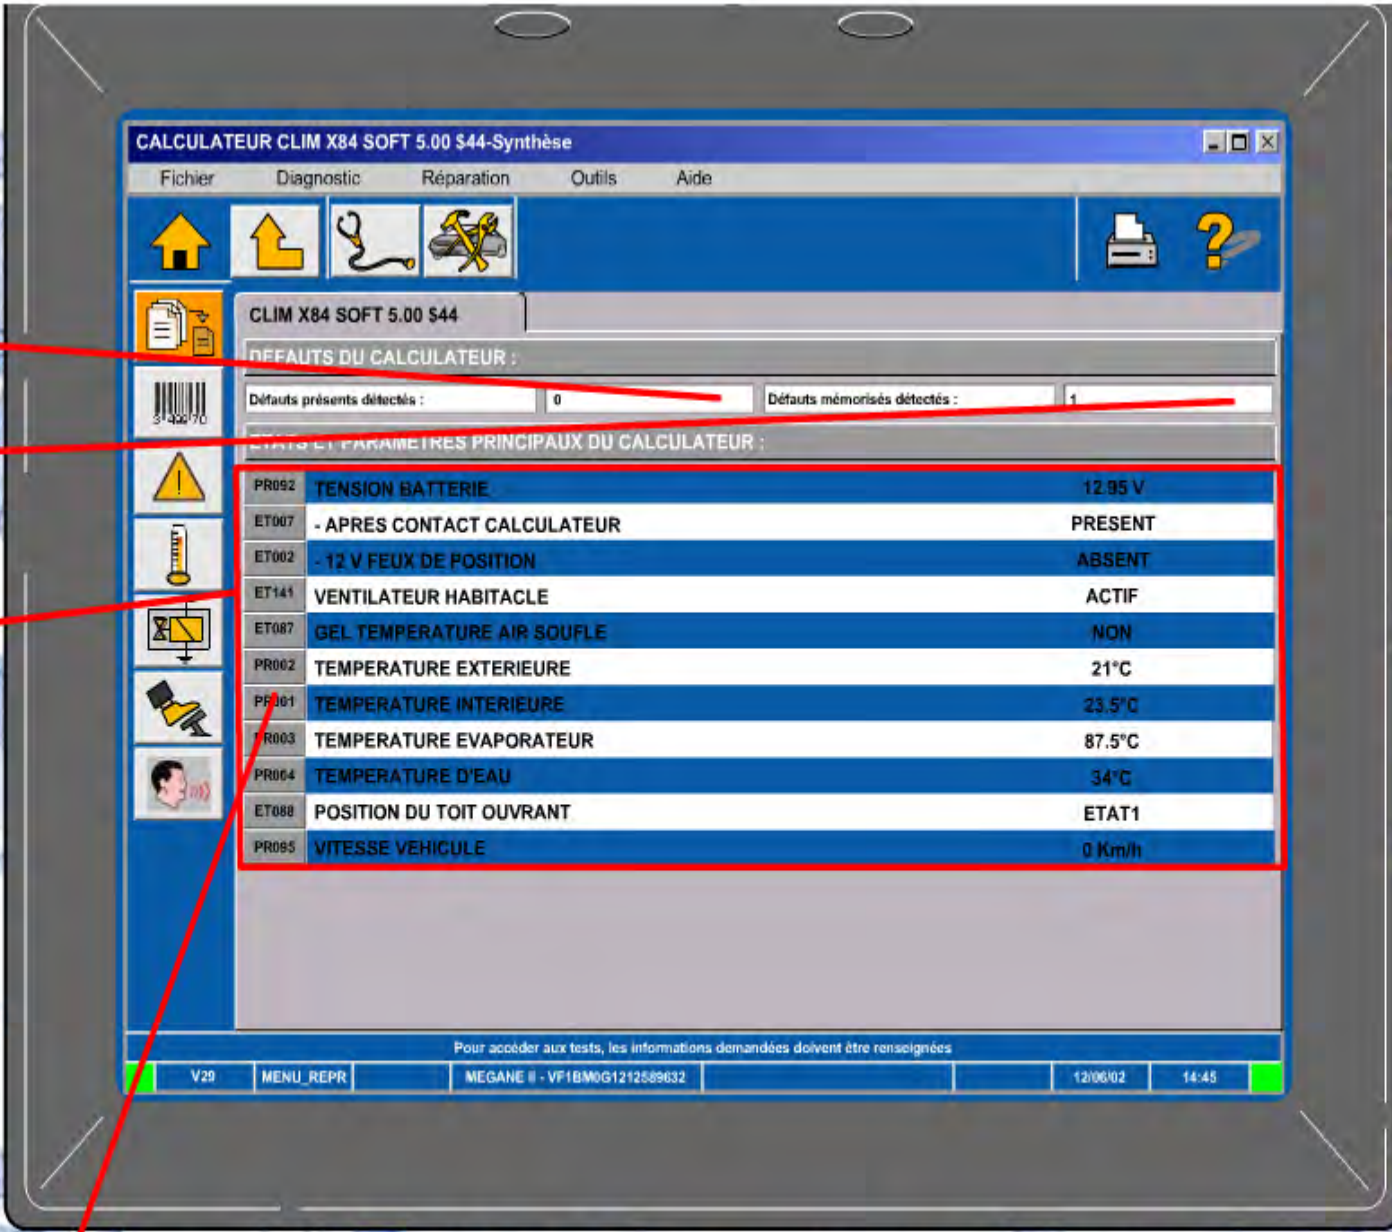 CALCULATEUR CLIM X84 SOFT 5.00 $44-Synthèse
Fichier Diagnostic Réparation Outils Aide
CLIM X84 SOFT 5.00 $44
DEFAUTS DU CALCULATEUR :
Défauts présents détectés : 0 Défauts mémorisés détectés : 1
ETATS ET PARAMETRES PRINCIPAUX DU CALCULATEUR :
PR092 TENSION BATTERIE 12.95 V
ET007 - APRES CONTACT CALCULATEUR PRESENT
ET002 - 12 V FEUX DE POSITION ABSENT
ET141 VENTILATEUR HABITACLE ACTIF
ET087 GEL TEMPERATURE AIR SOUFLE NON
PR002 TEMPERATURE EXTERIEURE 21°C
PR001 TEMPERATURE INTERIEURE 23.5°C
PR003 TEMPERATURE EVAPORATEUR 87.5°C
PR004 TEMPERATURE D'EAU 34°C
ET088 POSITION DU TOIT OUVRANT ETAT1
PR095 VITESSE VEHICULE 0 Km/h
Pour accéder aux tests, les informations demandées doivent être renseignées
V29 MENU_REPR MEGANE II - VF1BM0G1212589632 12/06/02 14:45